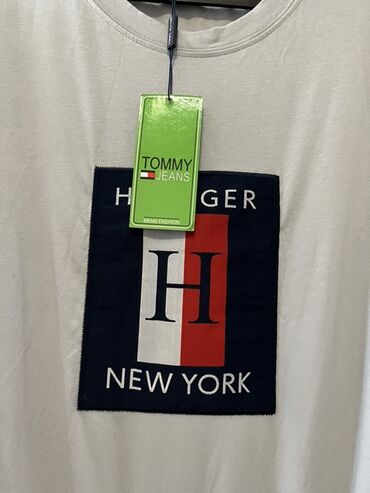 TOMMY
JEANS
MENS FASHION
H GER
H
NEW YORK